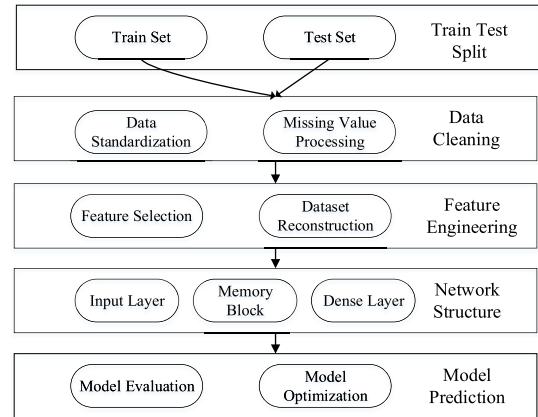 Train Set
Test Set
Train Test
Split
Data
Standardization
Missing Value
Processing
Data
Cleaning
Feature Selection
Dataset
Reconstruction
Feature
Engineering
Input Layer
Memory
Block
Dense Layer
Network
Structure
Model Evaluation
Model
Optimization
Model
Prediction